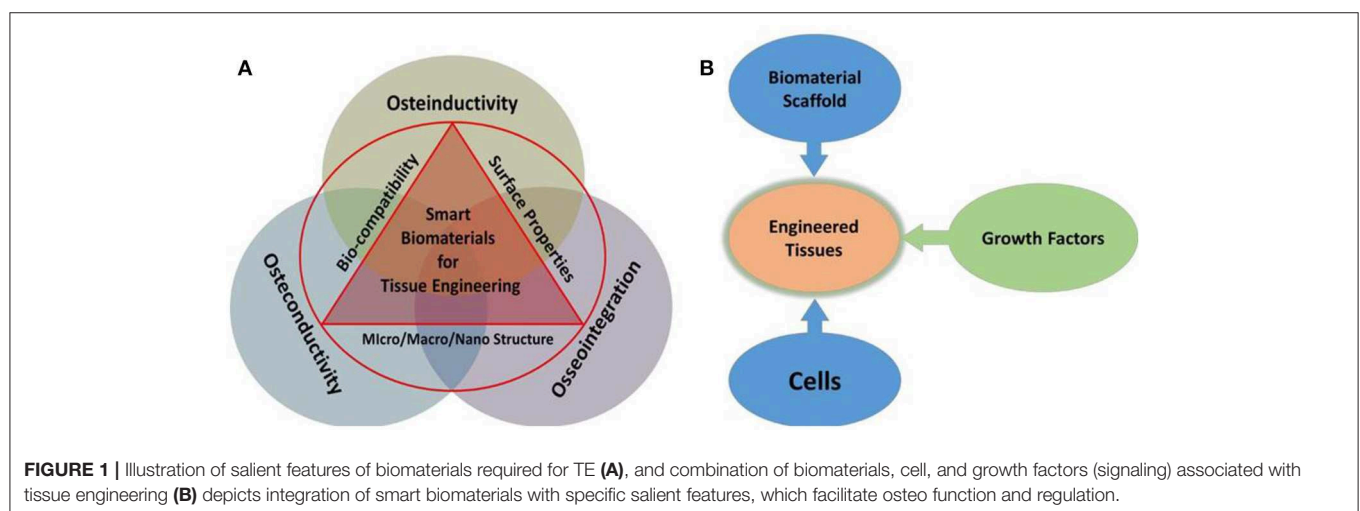 A
Osteinductivity
Bio-compatibility
Surface Properties
Smart
Biomaterials
for
Tissue Engineering
MIcro/Macro/Nano Structure
Osteconductivity
Osseointegration
B
Biomaterial
Scaffold
Engineered
Tissues
Growth Factors
Cells
FIGURE 1 | Illustration of salient features of biomaterials required for TE (A), and combination of biomaterials, cell, and growth factors (signaling) associated with
tissue engineering (B) depicts integration of smart biomaterials with specific salient features, which facilitate osteo function and regulation.